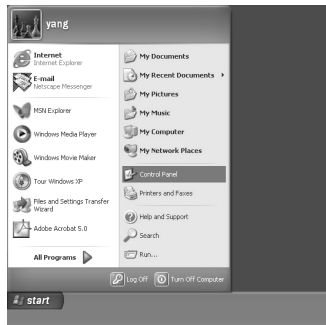 yang
Internet
Internet Explorer
E-mail
Netscape Messenger
MSN Explorer
Windows Media Player
Windows Movie Maker
Tour Windows XP
Files and Settings Transfer
Wizard
Adobe Acrobat 5.0
All Programs
My Documents
My Recent Documents
My Pictures
My Music
My Computer
My Network Places
Control Panel
Printers and Faxes
Help and Support
Search
Run...
Log Off
Turn Off Computer
start